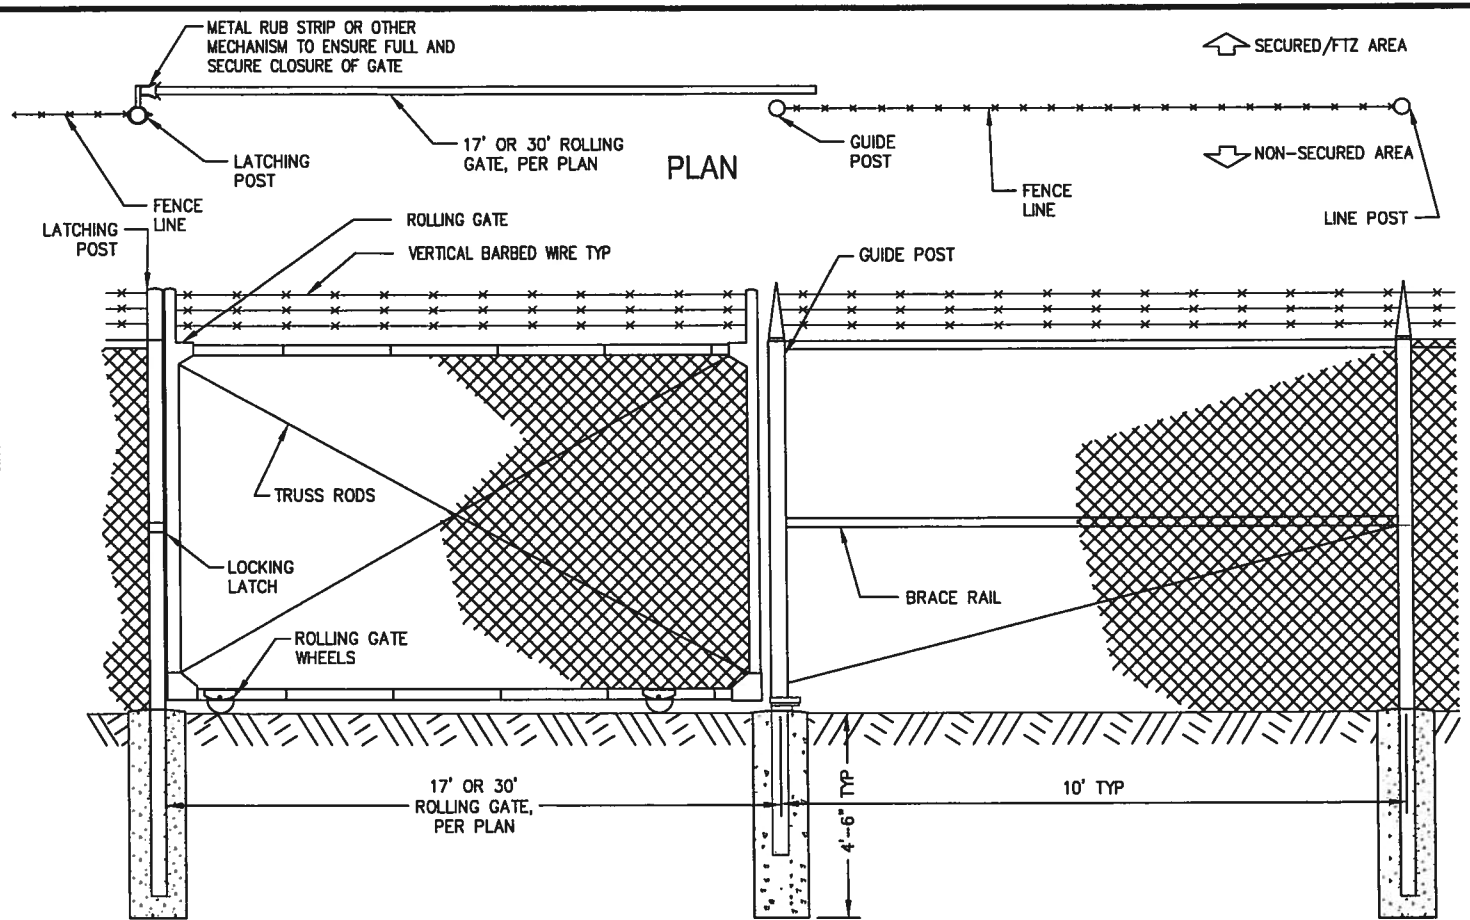 METAL RUB STRIP OR OTHER
MECHANISM TO ENSURE FULL AND
SECURE CLOSURE OF GATE
SECURED/FTZ AREA
17' OR 30' ROLLING
GATE, PER PLAN
LATCHING
POST
PLAN
GUIDE
POST
NON-SECURED AREA
FENCE
LINE
FENCE
LINE
LINE POST
LATCHING
POST
ROLLING GATE
VERTICAL BARBED WIRE TYP
GUIDE POST
TRUSS RODS
LOCKING
LATCH
BRACE RAIL
ROLLING GATE
WHEELS
17' OR 30'
ROLLING GATE,
PER PLAN
4'-6" TYP
10' TYP